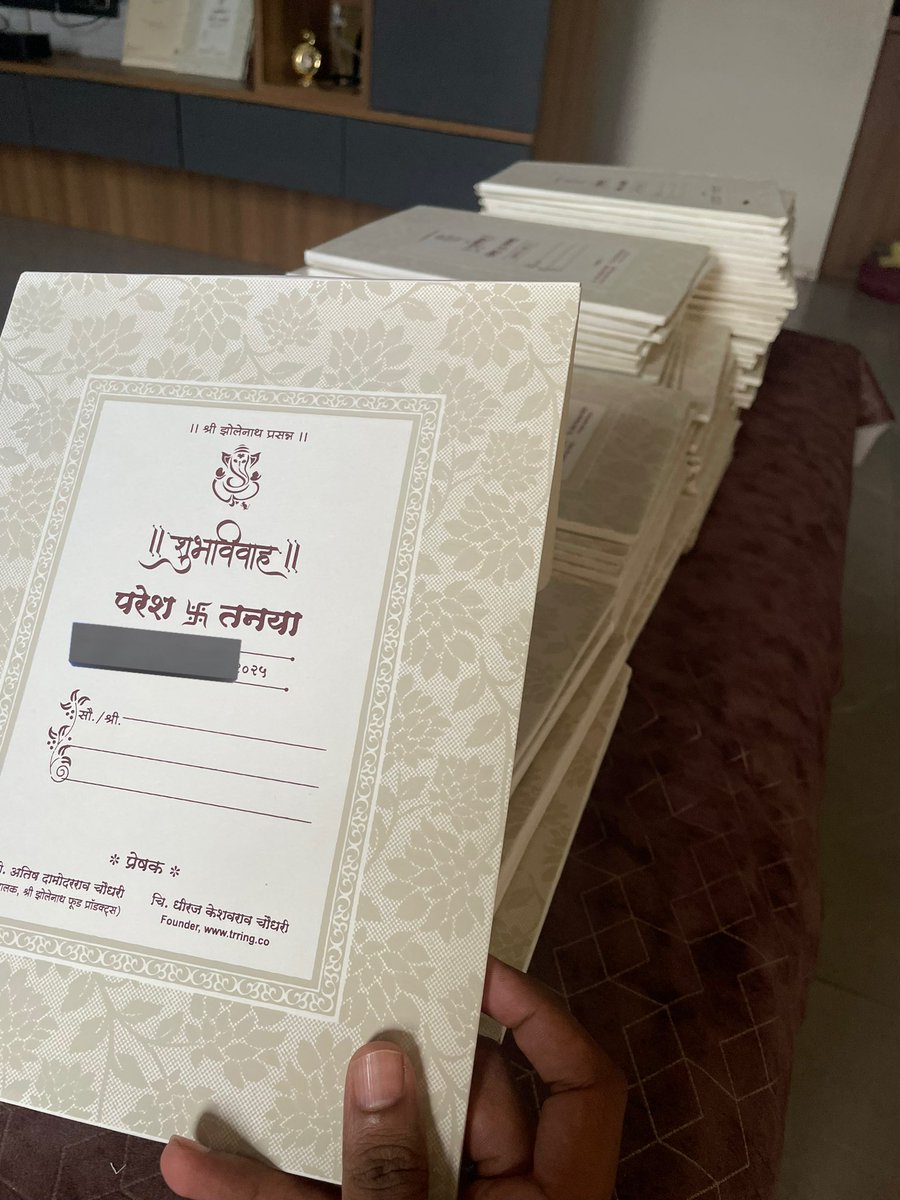 ।। श्री झोलेनाथ प्रसन्न ।।
।। शुभविवाह ।।
परेश 卐 तनया
२०२५
सौ./श्री.
* प्रेषक *
अतिष दामोदरराव चौधरी
श्री झोलेनाथ फूड प्रॉडक्ट्स)
चि. धीरज केशवराव चौधरी
Founder, www.trring.co